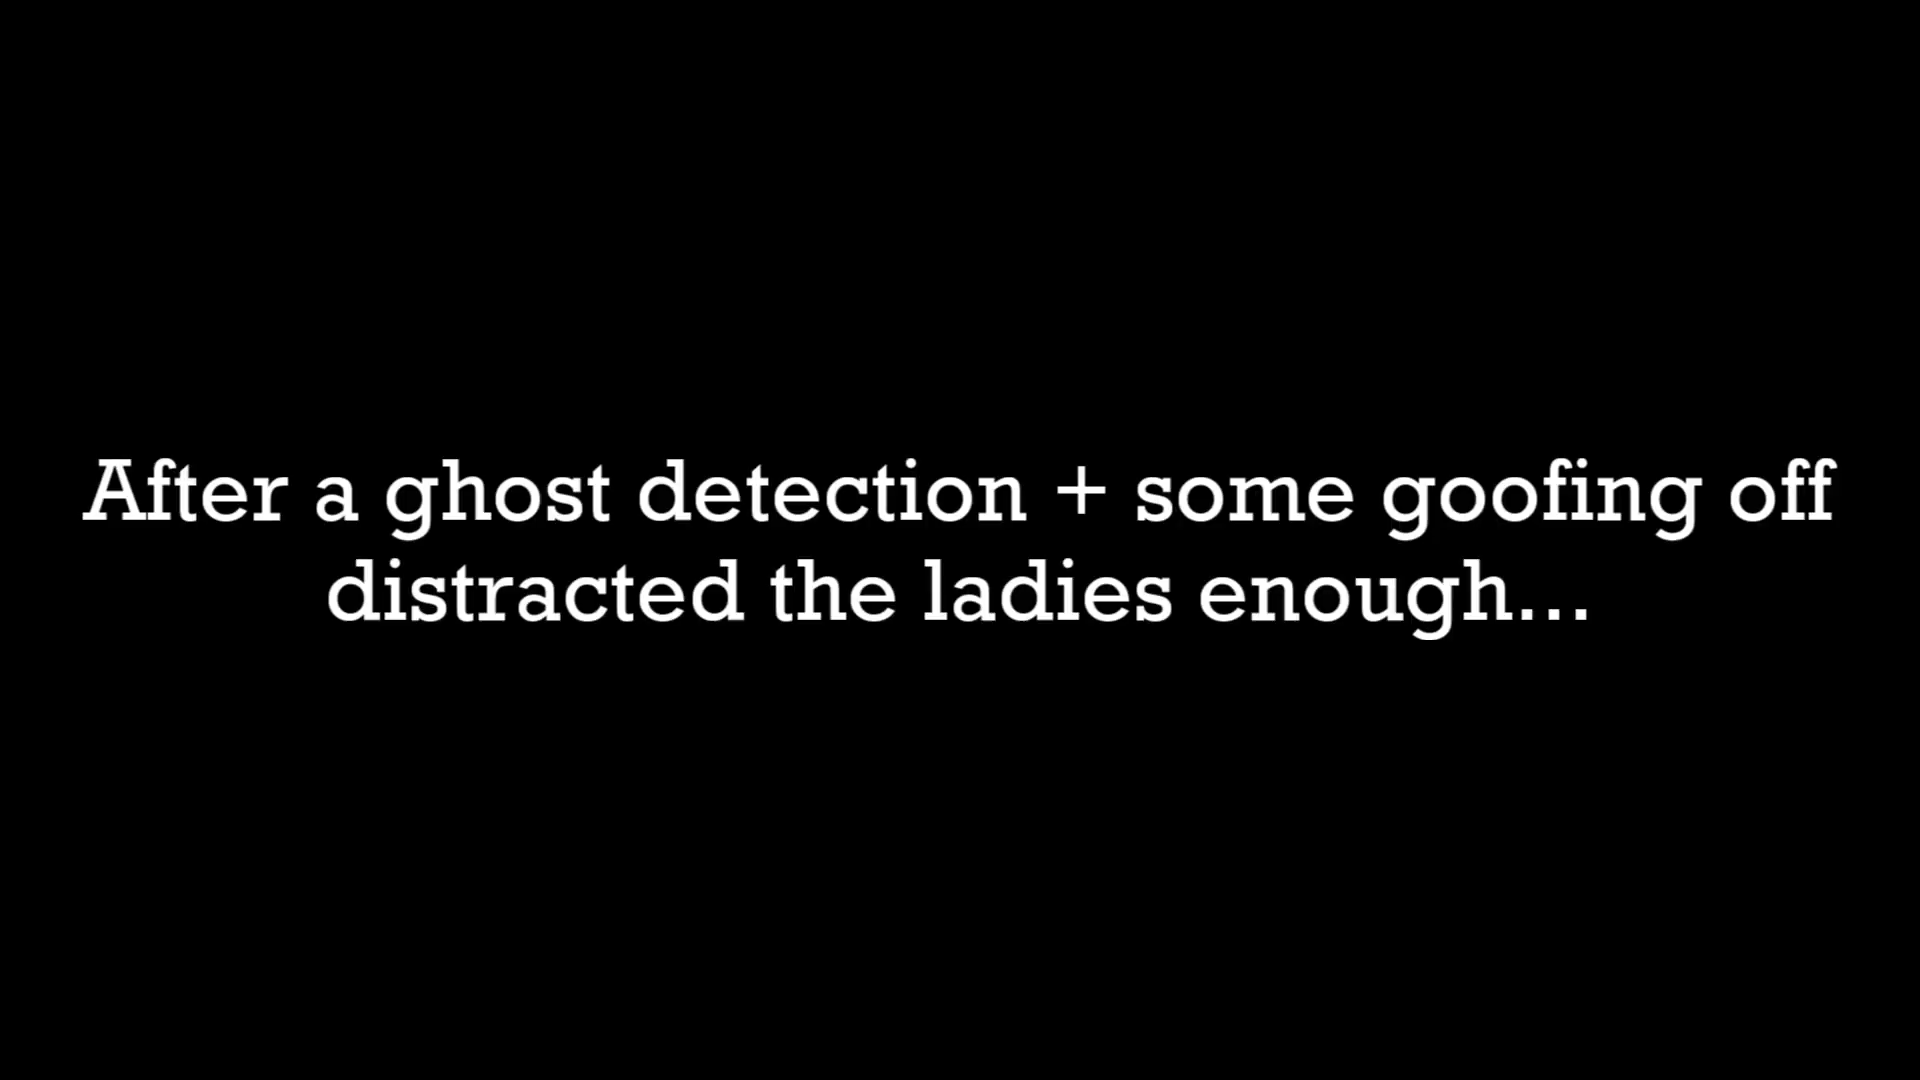 After a ghost detection + some goofing off
distracted the ladies enough...